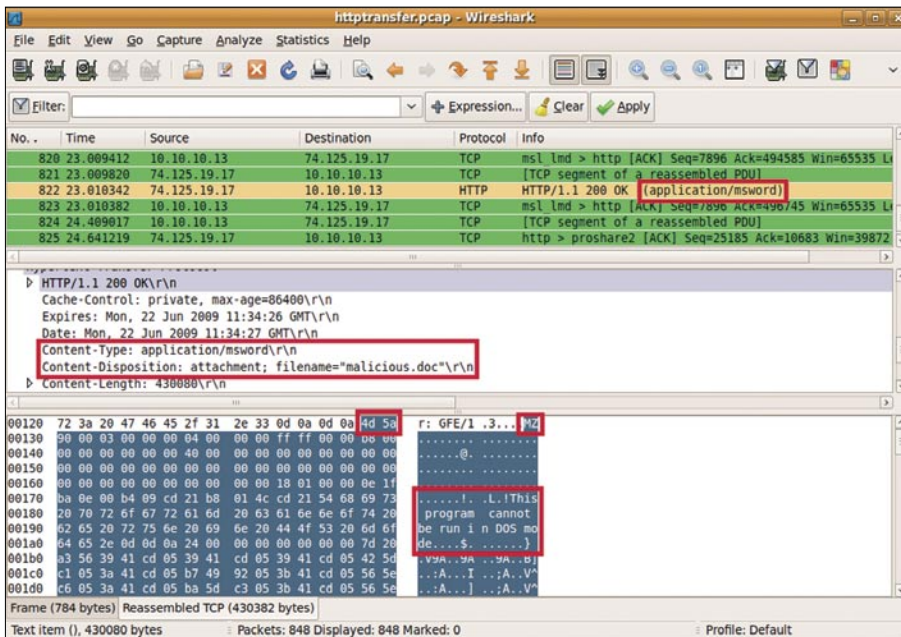 httptransfer.pcap - Wireshark
File Edit View Go Capture Analyze Statistics Help
Filter: Expression... Clear Apply
No. . Time Source Destination Protocol Info
820 23.009412 10.10.10.13 74.125.19.17 TCP msl_lmd > http [ACK] Seq=7896 Ack=494585 Win=65535 Le
821 23.009820 74.125.19.17 10.10.10.13 TCP [TCP segment of a reassembled PDU]
822 23.010342 74.125.19.17 10.10.10.13 HTTP HTTP/1.1 200 OK (application/msword)
823 23.010382 10.10.10.13 74.125.19.17 TCP msl_lmd > http [ACK] Seq=7896 Ack=496745 Win=65535 Le
824 24.409017 74.125.19.17 10.10.10.13 TCP [TCP segment of a reassembled PDU]
825 24.641219 74.125.19.17 10.10.10.13 TCP http > proshare2 [ACK] Seq=25185 Ack=10683 Win=39872
HTTP/1.1 200 OK\r\n
Cache-Control: private, max-age=86400\r\n
Expires: Mon, 22 Jun 2009 11:34:26 GMT\r\n
Date: Mon, 22 Jun 2009 11:34:27 GMT\r\n
Content-Type: application/msword\r\n
Content-Disposition: attachment; filename="malicious.doc"\r\n
Content-Length: 430080\r\n
00120 72 3a 20 47 46 45 2f 31 2e 33 0d 0a 0d 0a 4d 5a r: GFE/1 .3....MZ
00130 90 00 03 00 00 00 04 00 00 00 ff ff 00 00 b8 00 ........ ........
00140 00 00 00 00 00 00 40 00 00 00 00 00 00 00 00 00 ......@. ........
00150 00 00 00 00 00 00 00 00 00 00 00 00 00 00 00 00 ........ ........
00160 00 00 00 00 00 00 00 00 00 00 18 01 00 00 0e 1f ........ ........
00170 ba 0e 00 b4 09 cd 21 b8 01 4c cd 21 54 68 69 73 ......!. .L.!This
00180 20 70 72 6f 67 72 61 6d 20 63 61 6e 6e 6f 74 20 program cannot
00190 62 65 20 72 75 6e 20 69 6e 20 44 4f 53 20 6d 6f be run i n DOS mo
001a0 64 65 2e 0d 0d 0a 24 00 00 00 00 00 00 00 7d 20 de....$. ......}
001b0 a3 56 39 41 cd 05 39 41 cd 05 39 41 cd 05 42 5d .V9A..9A ..9A..B]
001c0 c1 05 3a 41 cd 05 b7 49 92 05 3b 41 cd 05 56 5e ..:A...I ..;A..V^
001d0 c6 05 3a 41 cd 05 ba 5d c3 05 3b 41 cd 05 56 5e ..:A...] ..;A..V^
Frame (784 bytes) Reassembled TCP (430382 bytes)
Text item (), 430080 bytes Packets: 848 Displayed: 848 Marked: 0 Profile: Default